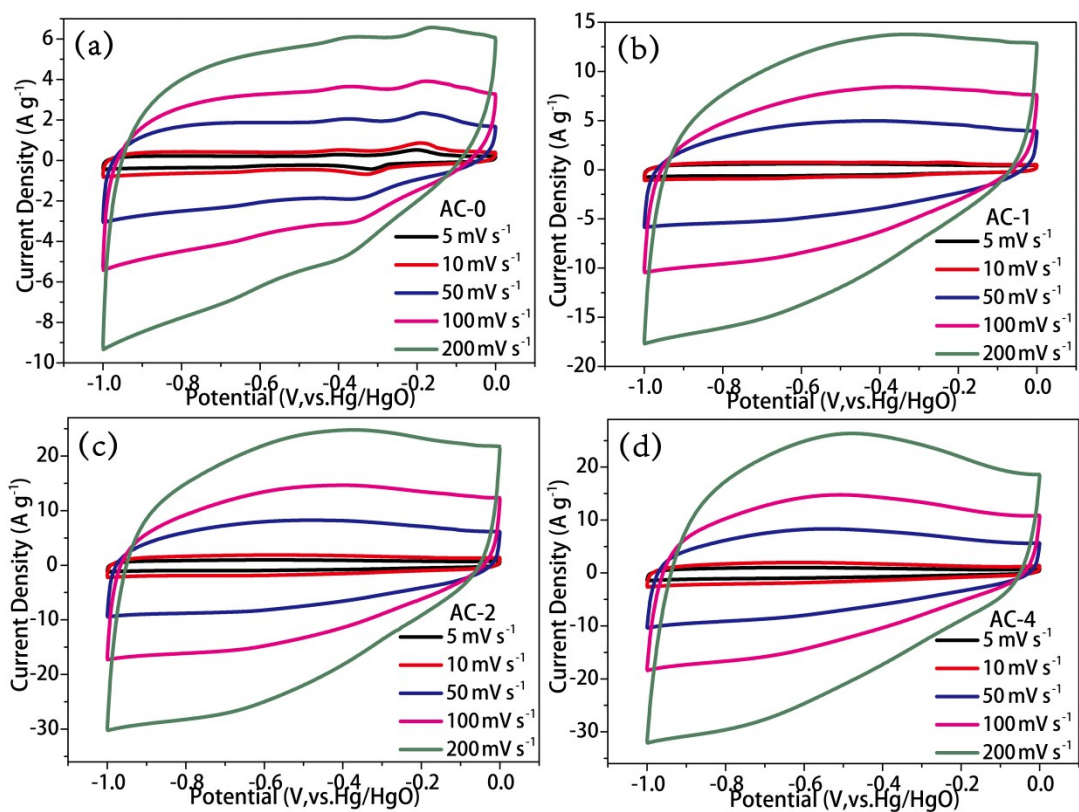 (a)
Current Density (A g⁻¹)
6
4
2
0
-2
-4
-6
-8
-10
AC-0
5 mV s⁻¹
10 mV s⁻¹
50 mV s⁻¹
100 mV s⁻¹
200 mV s⁻¹
-1.0 -0.8 -0.6 -0.4 -0.2 0.0
Potential (V,vs.Hg/HgO)
(b)
Current Density (A g⁻¹)
15
10
5
0
-5
-10
-15
-20
AC-1
5 mV s⁻¹
10 mV s⁻¹
50 mV s⁻¹
100 mV s⁻¹
200 mV s⁻¹
-1.0 -0.8 -0.6 -0.4 -0.2 0.0
Potential (V,vs.Hg/HgO)
(c)
Current Density (A g⁻¹)
20
10
0
-10
-20
-30
AC-2
5 mV s⁻¹
10 mV s⁻¹
50 mV s⁻¹
100 mV s⁻¹
200 mV s⁻¹
-1.0 -0.8 -0.6 -0.4 -0.2 0.0
Potential (V,vs.Hg/HgO)
(d)
Current Density (A g⁻¹)
20
10
0
-10
-20
-30
AC-4
5 mV s⁻¹
10 mV s⁻¹
50 mV s⁻¹
100 mV s⁻¹
200 mV s⁻¹
-1.0 -0.8 -0.6 -0.4 -0.2 0.0
Potential (V,vs.Hg/HgO)